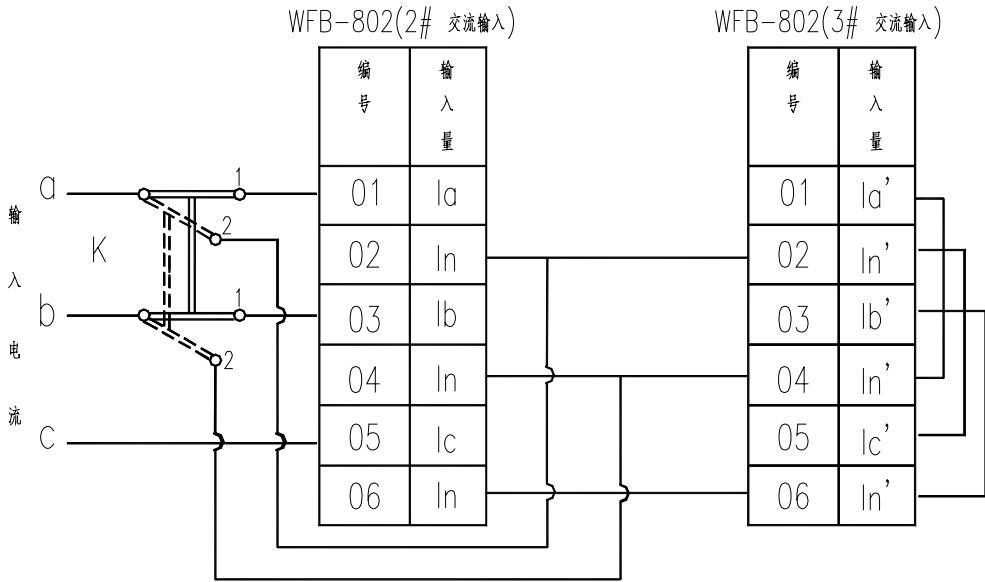 WFB-802(2# 交流输入)
WFB-802(3# 交流输入)
编号 输入量
01 Ia
02 In
03 Ib
04 In
05 Ic
06 In
编号 输入量
01 Ia'
02 In'
03 Ib'
04 In'
05 Ic'
06 In'
输入电流
a
b
c
K
1
2
1
2